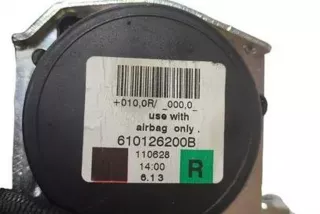 +010,0R/ _000,0_
use with
airbag only.
610126200B
110628
14:00
6.13
R